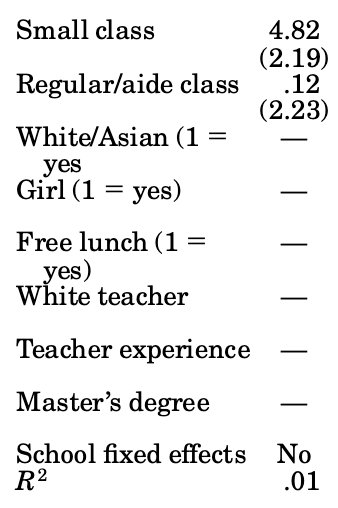 Small class 4.82
(2.19)
Regular/aide class .12
(2.23)
White/Asian (1 = —
yes
Girl (1 = yes) —
Free lunch (1 = —
yes)
White teacher —
Teacher experience —
Master's degree —
School fixed effects No
R² .01